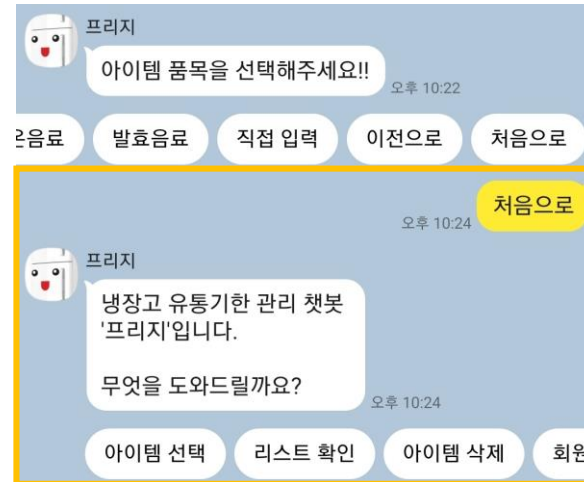 프리지
아이템 품목을 선택해주세요!!
오후 10:22
음료
발효음료
직접 입력
이전으로
처음으로
처음으로
오후 10:24
프리지
냉장고 유통기한 관리 챗봇
'프리지'입니다.
무엇을 도와드릴까요?
오후 10:24
아이템 선택
리스트 확인
아이템 삭제
회원